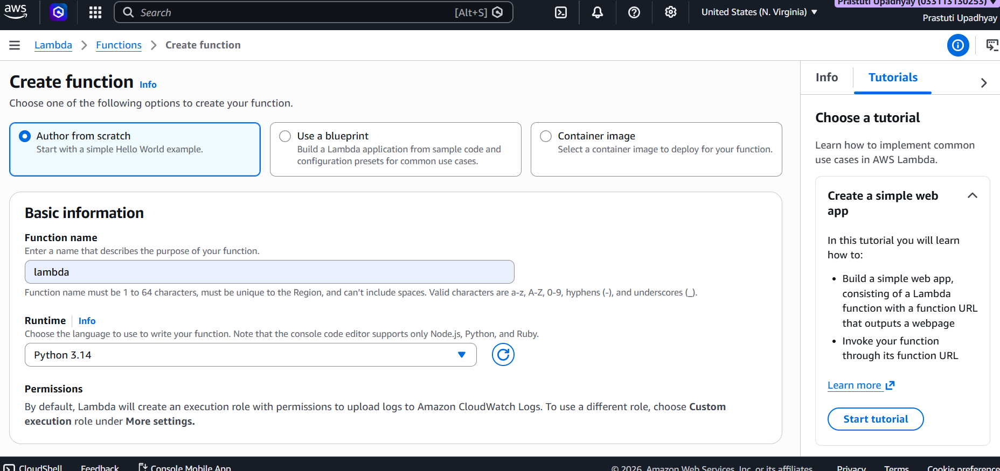 aws
Search [Alt+S]
United States (N. Virginia) ▼
Prastuti Upadhyay (033113130253) ▼
Prastuti Upadhyay
Lambda > Functions > Create function
Create function Info
Choose one of the following options to create your function.
Author from scratch
Start with a simple Hello World example.
Use a blueprint
Build a Lambda application from sample code and
configuration presets for common use cases.
Container image
Select a container image to deploy for your function.
Basic information
Function name
Enter a name that describes the purpose of your function.
lambda
Function name must be 1 to 64 characters, must be unique to the Region, and can’t include spaces. Valid characters are a-z, A-Z, 0-9, hyphens (-), and underscores (_).
Runtime Info
Choose the language to use to write your function. Note that the console code editor supports only Node.js, Python, and Ruby.
Python 3.14
Permissions
By default, Lambda will create an execution role with permissions to upload logs to Amazon CloudWatch Logs. To use a different role, choose Custom
execution role under More settings.
Info
Tutorials
Choose a tutorial
Learn how to implement common
use cases in AWS Lambda.
Create a simple web
app
In this tutorial you will learn
how to:
• Build a simple web app,
consisting of a Lambda
function with a function URL
that outputs a webpage
• Invoke your function
through its function URL
Learn more
Start tutorial
CloudShell Feedback Console Mobile App
© 2026, Amazon Web Services, Inc. or its affiliates. Privacy Terms Cookie preference